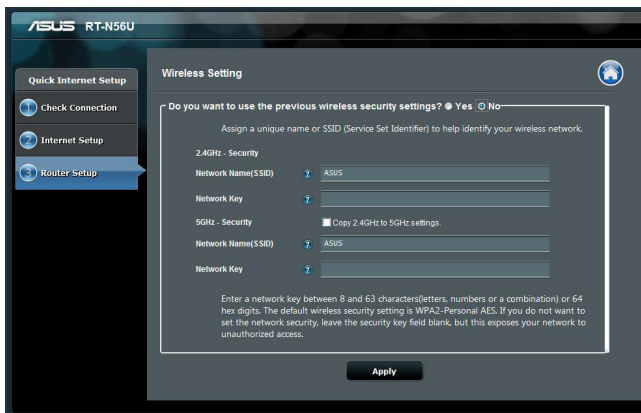 ASUS RT-N56U
Quick Internet Setup
1 Check Connection
2 Internet Setup
3 Router Setup
Wireless Setting
Do you want to use the previous wireless security settings? Yes No
Assign a unique name or SSID (Service Set Identifier) to help identify your wireless network.
2.4GHz - Security
Network Name(SSID) ? ASUS
Network Key ?
5GHz - Security Copy 2.4GHz to 5GHz settings.
Network Name(SSID) ? ASUS
Network Key ?
Enter a network key between 8 and 63 characters(letters, numbers or a combination) or 64
hex digits. The default wireless security setting is WPA2-Personal AES. If you do not want to
set the network security, leave the security key field blank, but this exposes your network to
unauthorized access.
Apply